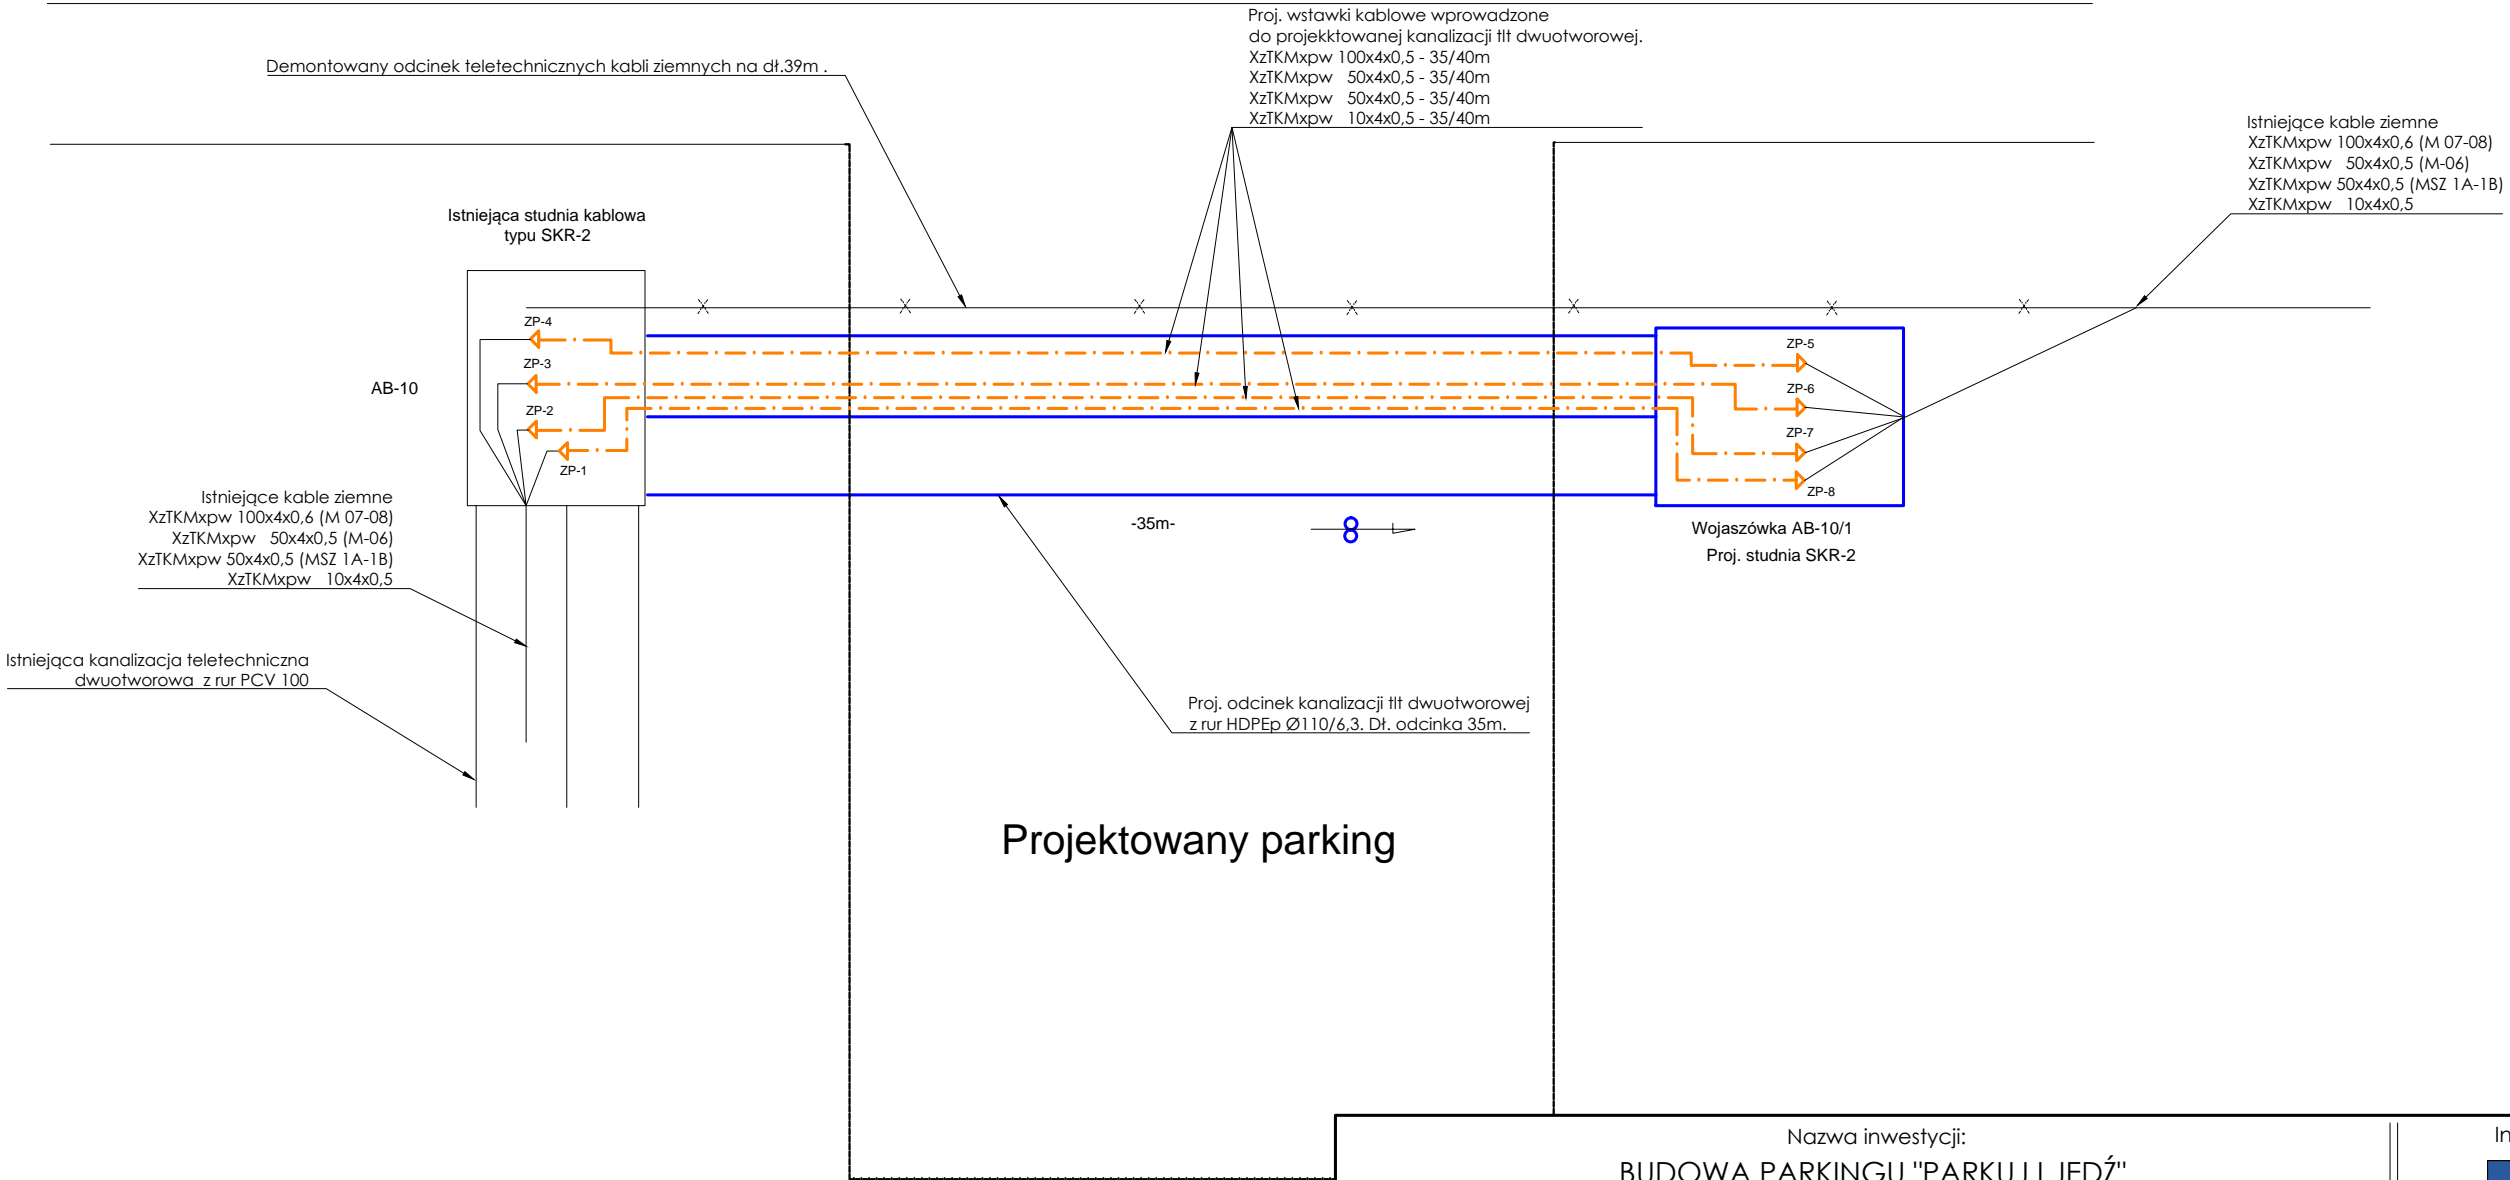 Proj. wstawki kablowe wprowadzone
do projekktowanej kanalizacji tlt dwuotworowej.
XzTKMxpw 100x4x0,5 - 35/40m
XzTKMxpw 50x4x0,5 - 35/40m
XzTKMxpw 50x4x0,5 - 35/40m
XzTKMxpw 10x4x0,5 - 35/40m
Demontowany odcinek teletechnicznych kabli ziemnych na dł.39m .
Istniejące kable ziemne
XzTKMxpw 100x4x0,6 (M 07-08)
XzTKMxpw 50x4x0,5 (M-06)
XzTKMxpw 50x4x0,5 (MSZ 1A-1B)
XzTKMxpw 10x4x0,5
Istniejąca studnia kablowa
typu SKR-2
ZP-4
ZP-3
ZP-2
ZP-1
AB-10
ZP-5
ZP-6
ZP-7
ZP-8
Istniejące kable ziemne
XzTKMxpw 100x4x0,6 (M 07-08)
XzTKMxpw 50x4x0,5 (M-06)
XzTKMxpw 50x4x0,5 (MSZ 1A-1B)
XzTKMxpw 10x4x0,5
-35m-
Wojaszówka AB-10/1
Proj. studnia SKR-2
Istniejąca kanalizacja teletechniczna
dwuotworowa z rur PCV 100
Proj. odcinek kanalizacji tlt dwuotworowej
z rur HDPEp Ø110/6,3. Dł. odcinka 35m.
Projektowany parking
Nazwa inwestycji:
BUDOWA PARKINGU "PARKUJ I JEDŹ"
In